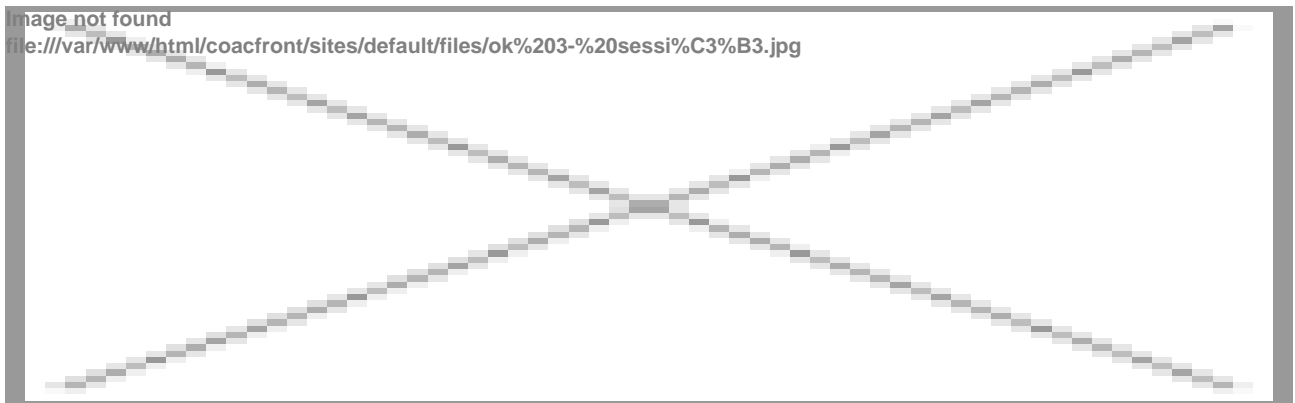 Image not found
file:///var/www/html/coacfront/sites/default/files/ok%203-%20sessi%C3%B3.jpg